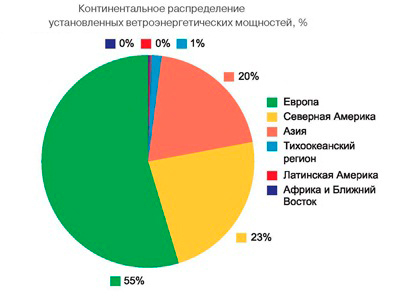 Континентальное распределение
установленных ветроэнергетических мощностей, %
0% 0% 1%
20%
Европа
Северная Америка
Азия
Тихоокеанский
регион
Латинская Америка
Африка и Ближний
Восток
23%
55%